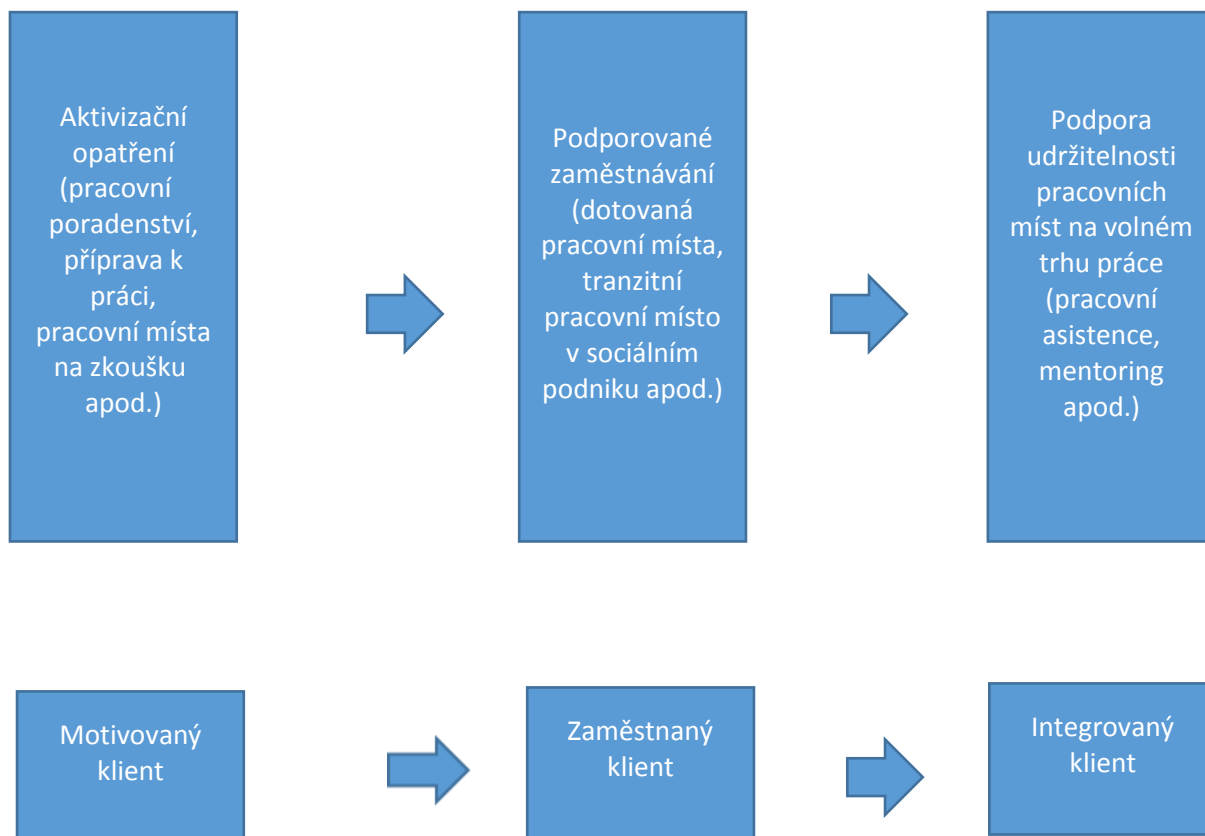 Aktivizační
opatření
(pracovní
poradenství,
příprava k
práci,
pracovní místa
na zkoušku
apod.)
Podporované
zaměstnávání
(dotovaná
pracovní místa,
tranzitní
pracovní místo
v sociálním
podniku apod.)
Podpora
udržitelnosti
pracovních
míst na volném
trhu práce
(pracovní
asistence,
mentoring
apod.)
Motivovaný
klient
Zaměstnaný
klient
Integrovaný
klient